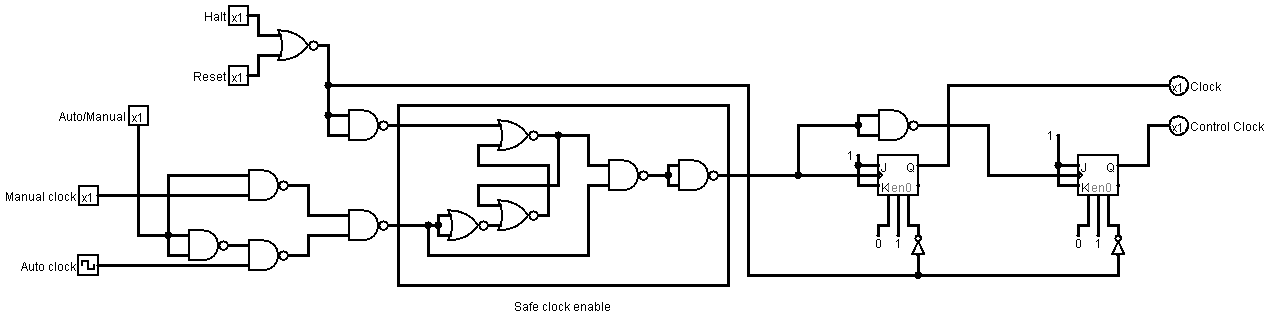 Halt x1
Reset x1
Auto/Manual x1
Manual clock x1
Auto clock
Safe clock enable
1
J Q
K en0
0 1
1
J Q
K en0
0 1
x1 Clock
x1 Control Clock